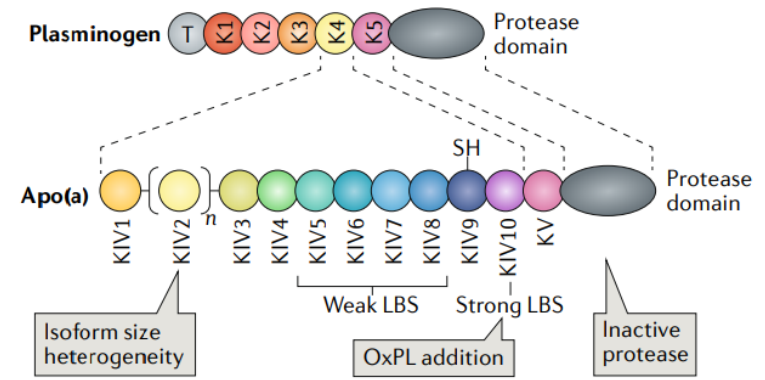 Plasminogen
T
K1
K2
K3
K4
K5
Protease
domain
SH
Apo(a)
n
Protease
domain
KIV1
KIV2
KIV3
KIV4
KIV5
KIV6
KIV7
KIV8
KIV9
KIV10
KV
Weak LBS
Strong LBS
Isoform size
heterogeneity
OxPL addition
Inactive
protease